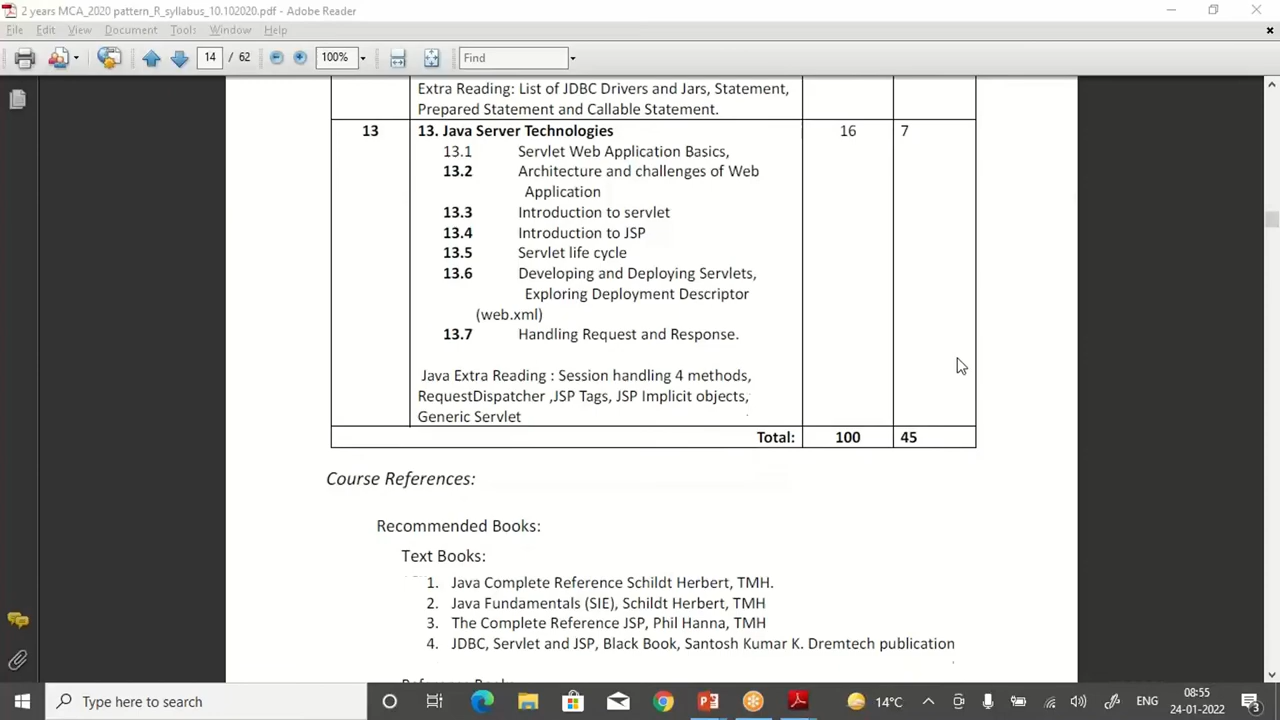 2 years MCA_2020 pattern_R_syllabus_10.102020.pdf - Adobe Reader
File Edit View Document Tools Window Help
14 / 62 100% Find
Extra Reading: List of JDBC Drivers and Jars, Statement,
Prepared Statement and Callable Statement.
13 13. Java Server Technologies 16 7
13.1 Servlet Web Application Basics,
13.2 Architecture and challenges of Web
Application
13.3 Introduction to servlet
13.4 Introduction to JSP
13.5 Servlet life cycle
13.6 Developing and Deploying Servlets,
Exploring Deployment Descriptor
(web.xml)
13.7 Handling Request and Response.
Java Extra Reading : Session handling 4 methods,
RequestDispatcher ,JSP Tags, JSP Implicit objects,
Generic Servlet
Total: 100 45
Course References:
Recommended Books:
Text Books:
1. Java Complete Reference Schildt Herbert, TMH.
2. Java Fundamentals (SIE), Schildt Herbert, TMH
3. The Complete Reference JSP, Phil Hanna, TMH
4. JDBC, Servlet and JSP, Black Book, Santosh Kumar K. Dremtech publication
Type here to search 14°C ENG 08:55
24-01-2022
3